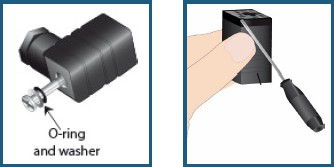 O-ring
and washer